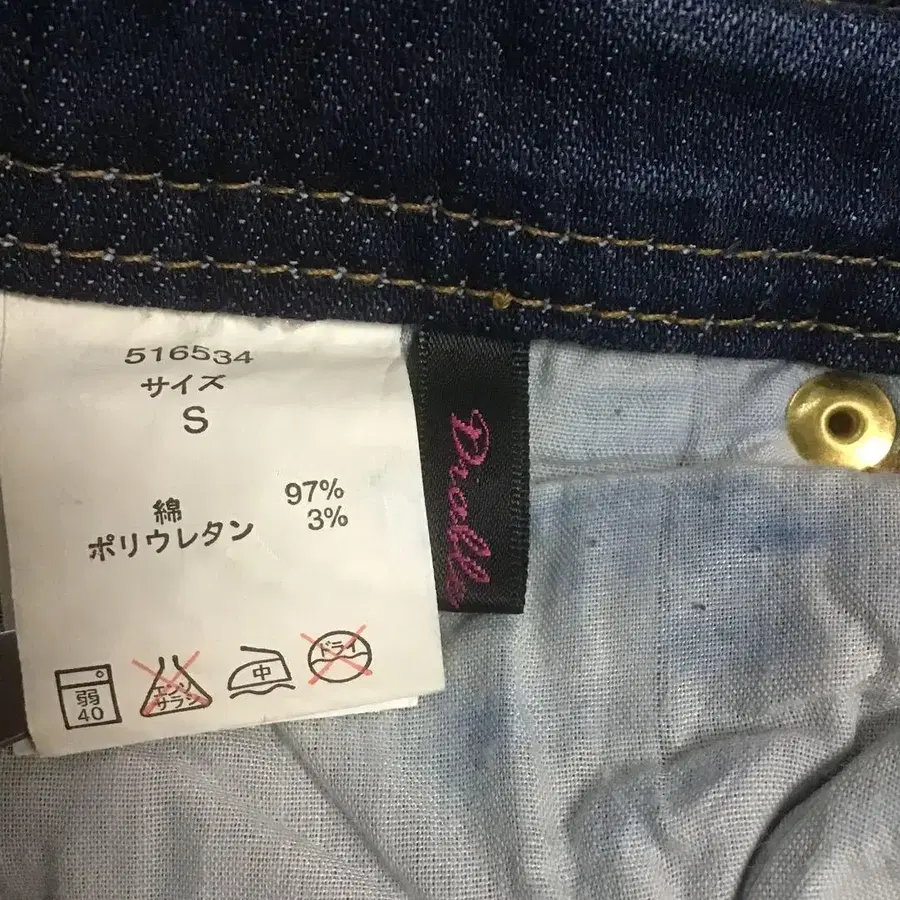 516534
サイズ
S
綿 97%
ポリウレタン 3%
弱
40
エンソ
サラシ
中
ドライ